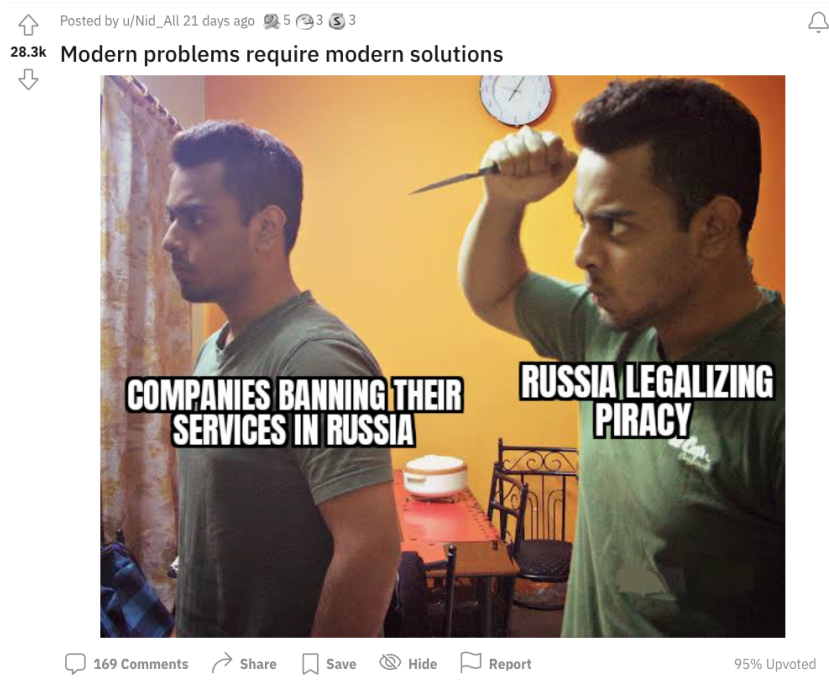 Posted by u/Nid_All 21 days ago 5 3 3
28.3k
Modern problems require modern solutions
COMPANIES BANNING THEIR
SERVICES IN RUSSIA
RUSSIA LEGALIZING
PIRACY
169 Comments Share Save Hide Report 95% Upvoted